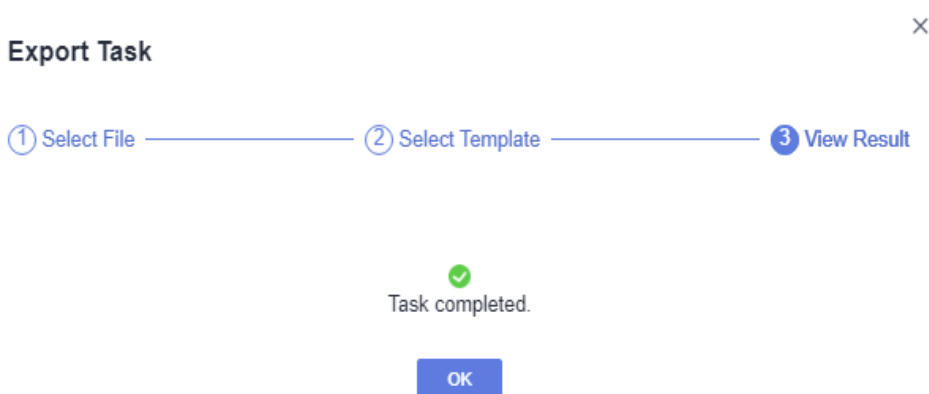 Export Task
1 Select File 2 Select Template 3 View Result
Task completed.
OK